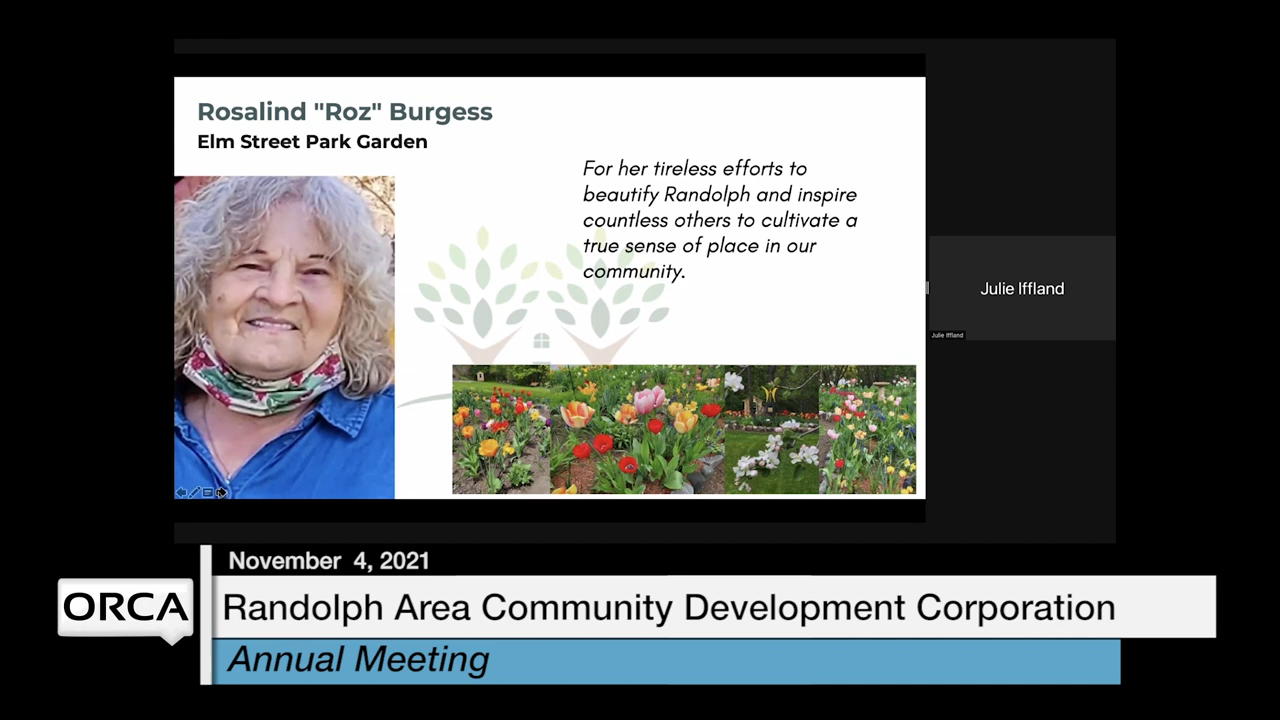 Rosalind "Roz" Burgess
Elm Street Park Garden
For her tireless efforts to
beautify Randolph and inspire
countless others to cultivate a
true sense of place in our
community.
Julie Iffland
Julie Iffland
November 4, 2021
ORCA
Randolph Area Community Development Corporation
Annual Meeting